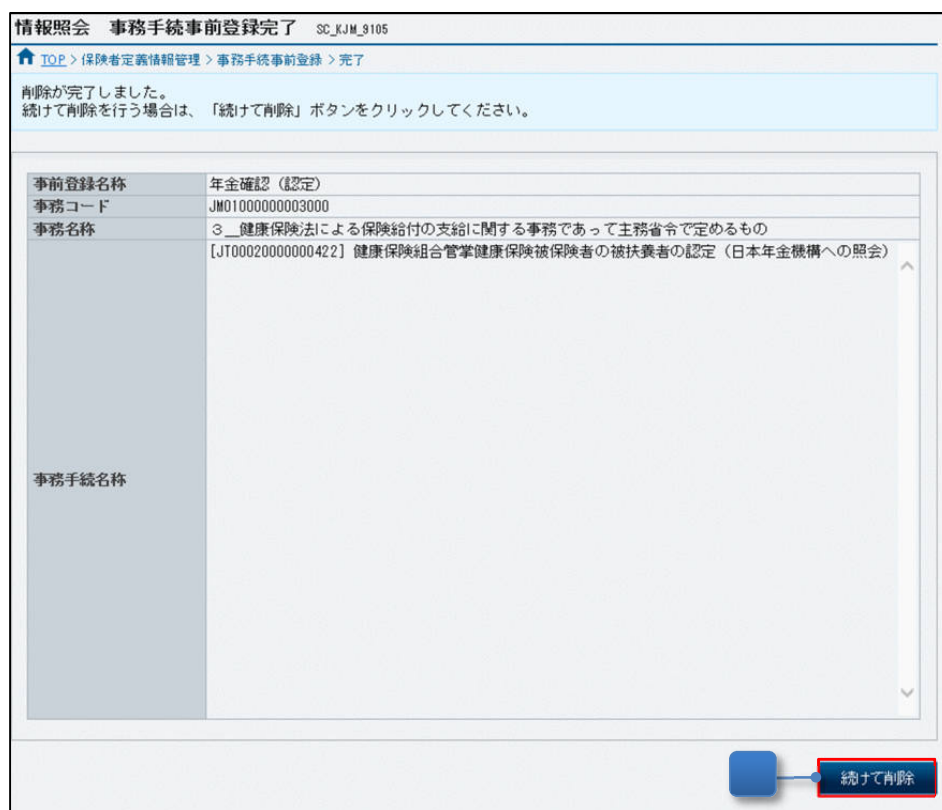 情報照会　事務手続事前登録完了　SC_KJM_9105
TOP > 保険者定義情報管理 > 事務手続事前登録 > 完了
削除が完了しました。
続けて削除を行う場合は、「続けて削除」ボタンをクリックしてください。
事前登録名称　年金確認（認定）
事務コード　JM01000000003000
事務名称　３＿健康保険法による保険給付の支給に関する事務であって主務省令で定めるもの
[JT00020000000422] 健康保険組合管掌健康保険被保険者の被扶養者の認定（日本年金機構への照会）
事務手続名称
続けて削除